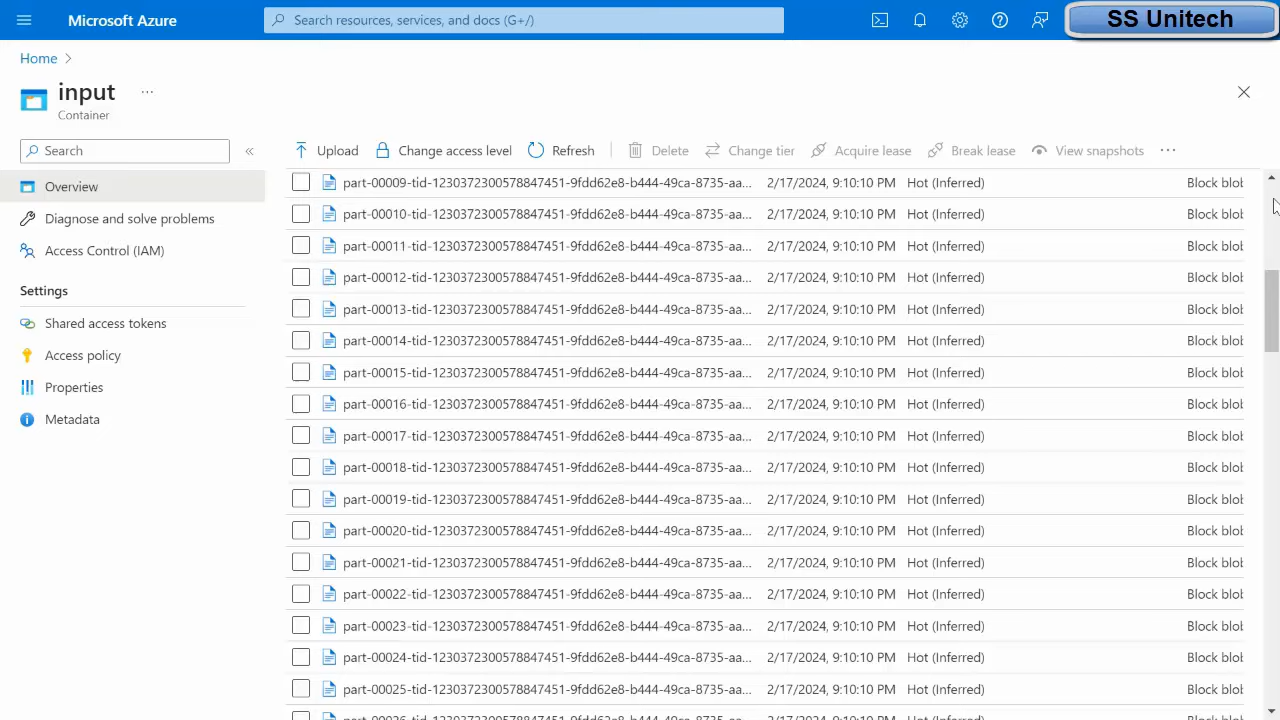 Microsoft Azure
Search resources, services, and docs (G+/)
SS Unitech
Home
input
...
Container
Search
«
Upload
Change access level
Refresh
Delete
Change tier
Acquire lease
Break lease
View snapshots
...
Overview
Diagnose and solve problems
Access Control (IAM)
Settings
Shared access tokens
Access policy
Properties
Metadata
part-00009-tid-1230372300578847451-9fdd62e8-b444-49ca-8735-aa... 2/17/2024, 9:10:10 PM Hot (Inferred) Block blob
part-00010-tid-1230372300578847451-9fdd62e8-b444-49ca-8735-aa... 2/17/2024, 9:10:10 PM Hot (Inferred) Block blob
part-00011-tid-1230372300578847451-9fdd62e8-b444-49ca-8735-aa... 2/17/2024, 9:10:10 PM Hot (Inferred) Block blob
part-00012-tid-1230372300578847451-9fdd62e8-b444-49ca-8735-aa... 2/17/2024, 9:10:10 PM Hot (Inferred) Block blob
part-00013-tid-1230372300578847451-9fdd62e8-b444-49ca-8735-aa... 2/17/2024, 9:10:10 PM Hot (Inferred) Block blob
part-00014-tid-1230372300578847451-9fdd62e8-b444-49ca-8735-aa... 2/17/2024, 9:10:10 PM Hot (Inferred) Block blob
part-00015-tid-1230372300578847451-9fdd62e8-b444-49ca-8735-aa... 2/17/2024, 9:10:10 PM Hot (Inferred) Block blob
part-00016-tid-1230372300578847451-9fdd62e8-b444-49ca-8735-aa... 2/17/2024, 9:10:10 PM Hot (Inferred) Block blob
part-00017-tid-1230372300578847451-9fdd62e8-b444-49ca-8735-aa... 2/17/2024, 9:10:10 PM Hot (Inferred) Block blob
part-00018-tid-1230372300578847451-9fdd62e8-b444-49ca-8735-aa... 2/17/2024, 9:10:10 PM Hot (Inferred) Block blob
part-00019-tid-1230372300578847451-9fdd62e8-b444-49ca-8735-aa... 2/17/2024, 9:10:10 PM Hot (Inferred) Block blob
part-00020-tid-1230372300578847451-9fdd62e8-b444-49ca-8735-aa... 2/17/2024, 9:10:10 PM Hot (Inferred) Block blob
part-00021-tid-1230372300578847451-9fdd62e8-b444-49ca-8735-aa... 2/17/2024, 9:10:10 PM Hot (Inferred) Block blob
part-00022-tid-1230372300578847451-9fdd62e8-b444-49ca-8735-aa... 2/17/2024, 9:10:10 PM Hot (Inferred) Block blob
part-00023-tid-1230372300578847451-9fdd62e8-b444-49ca-8735-aa... 2/17/2024, 9:10:10 PM Hot (Inferred) Block blob
part-00024-tid-1230372300578847451-9fdd62e8-b444-49ca-8735-aa... 2/17/2024, 9:10:10 PM Hot (Inferred) Block blob
part-00025-tid-1230372300578847451-9fdd62e8-b444-49ca-8735-aa... 2/17/2024, 9:10:10 PM Hot (Inferred) Block blob